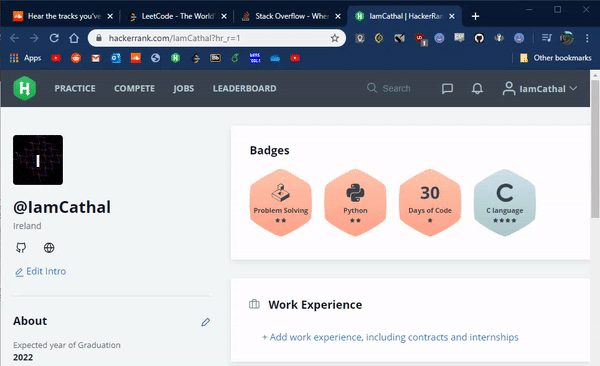 Hear the tracks you've
LeetCode - The World'
Stack Overflow - Wher
IamCathal | HackerRan
hackerrank.com/IamCathal?hr_r=1
Apps
Other bookmarks
H PRACTICE COMPETE JOBS LEADERBOARD Search IamCathal
I
@IamCathal
Ireland
Edit Intro
About
Expected year of Graduation
2022
Badges
Problem Solving
Python
30
Days of Code
C
C language
Work Experience
+ Add work experience, including contracts and internships